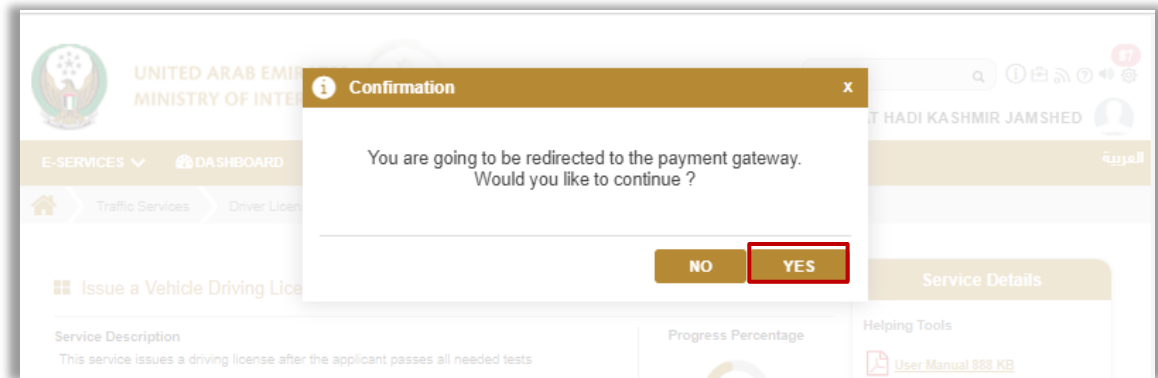 UNITED ARAB EMIR
MINISTRY OF INTER
17
T HADI KASHMIR JAMSHED
E-SERVICES
DASHBOARD
العربية
Traffic Services
Driver Licen
Confirmation
x
You are going to be redirected to the payment gateway.
Would you like to continue ?
NO
YES
Issue a Vehicle Driving Lice
Service Details
Service Description
Progress Percentage
Helping Tools
This service issues a driving license after the applicant passes all needed tests
User Manual 888 KB